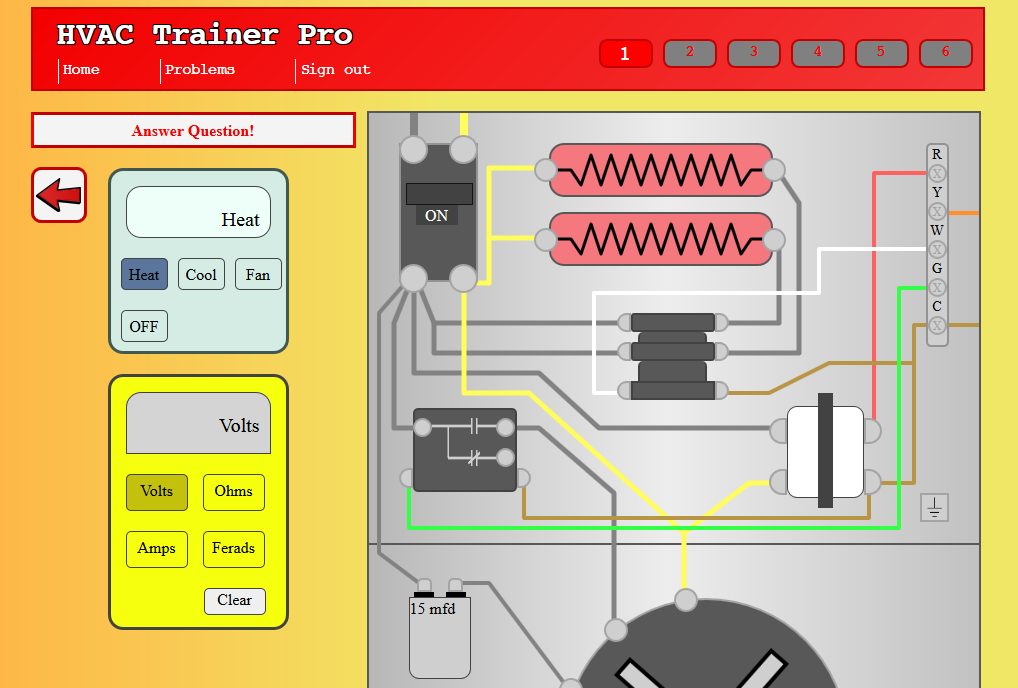 HVAC Trainer Pro
Home
Problems
Sign out
1
2
3
4
5
6
Answer Question!
Heat
Heat
Cool
Fan
OFF
Volts
Volts
Ohms
Amps
Ferads
Clear
ON
R
X
Y
X
W
X
G
X
C
X
15 mfd